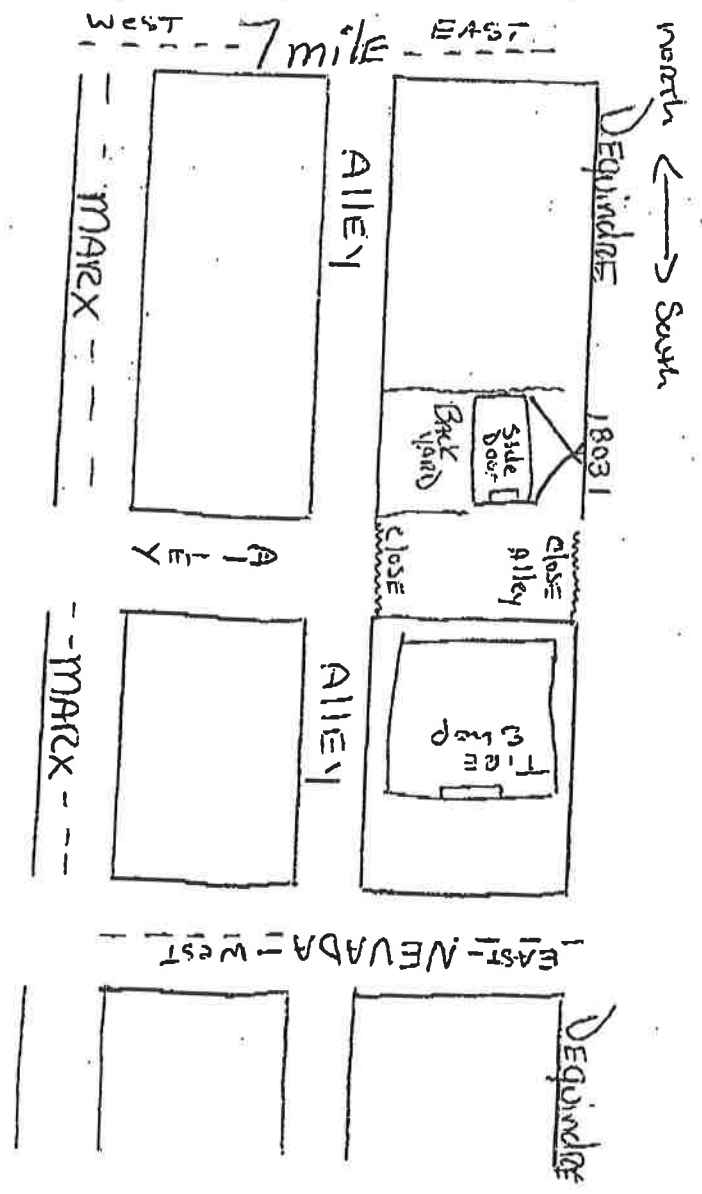 West 7 mile EAST
north ←→ South
DEquindRE
18031
AllEY
MARX
Side
Door
BACK
YARD
Close
Alley
Close
AllEY
AllEY
MARX
TIRE
Shop
EAST - NEVADA - West
DEquindRE